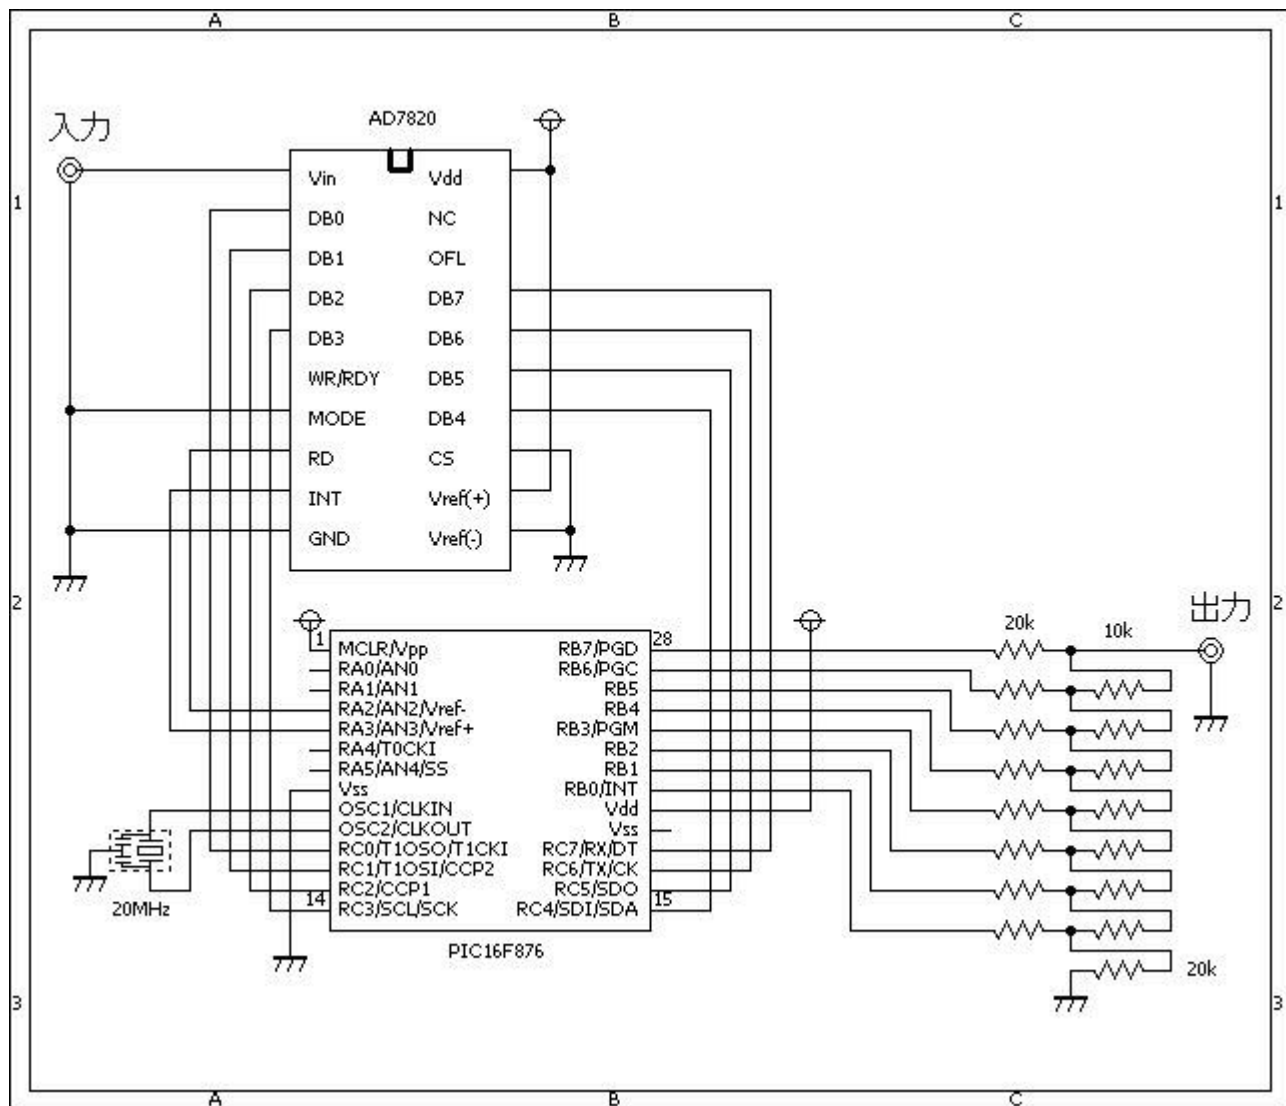 A B C
入力
AD7820
1 1
Vin Vdd
DB0 NC
DB1 OFL
DB2 DB7
DB3 DB6
WR/RDY DB5
MODE DB4
RD CS
INT Vref(+)
GND Vref(-)
2 2
出力
20k 10k
1 28
MCLR/Vpp RB7/PGD
RA0/AN0 RB6/PGC
RA1/AN1 RB5
RA2/AN2/Vref- RB4
RA3/AN3/Vref+ RB3/PGM
RA4/T0CKI RB2
RA5/AN4/SS RB1
Vss RB0/INT
OSC1/CLKIN Vdd
OSC2/CLKOUT Vss
RC0/T1OSO/T1CKI RC7/RX/DT
RC1/T1OSI/CCP2 RC6/TX/CK
RC2/CCP1 RC5/SDO
14 15
RC3/SCL/SCK RC4/SDI/SDA
20MHz
PIC16F876
20k
3 3
A B C